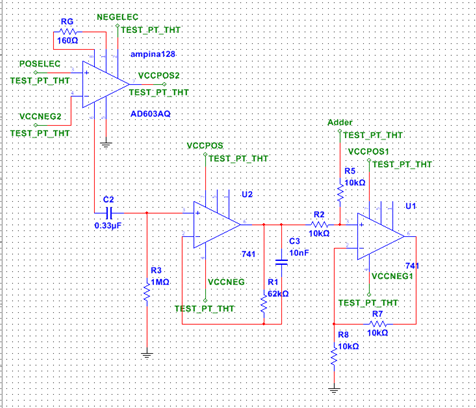 NEGELEC
RG
TEST_PT_THT
160Ω
ampina128
POSELEC
VCCPOS2
TEST_PT_THT
TEST_PT_THT
VCCNEG2
AD603AQ
TEST_PT_THT
Adder
TEST_PT_THT
VCCPOS
VCCPOS1
TEST_PT_THT
TEST_PT_THT
R5
10kΩ
C2
U2
U1
0.33µF
R2
10kΩ
C3
10nF
741
741
R3
1MΩ
R1
62kΩ
VCCNEG
VCCNEG1
TEST_PT_THT
TEST_PT_THT
R7
10kΩ
R8
10kΩ